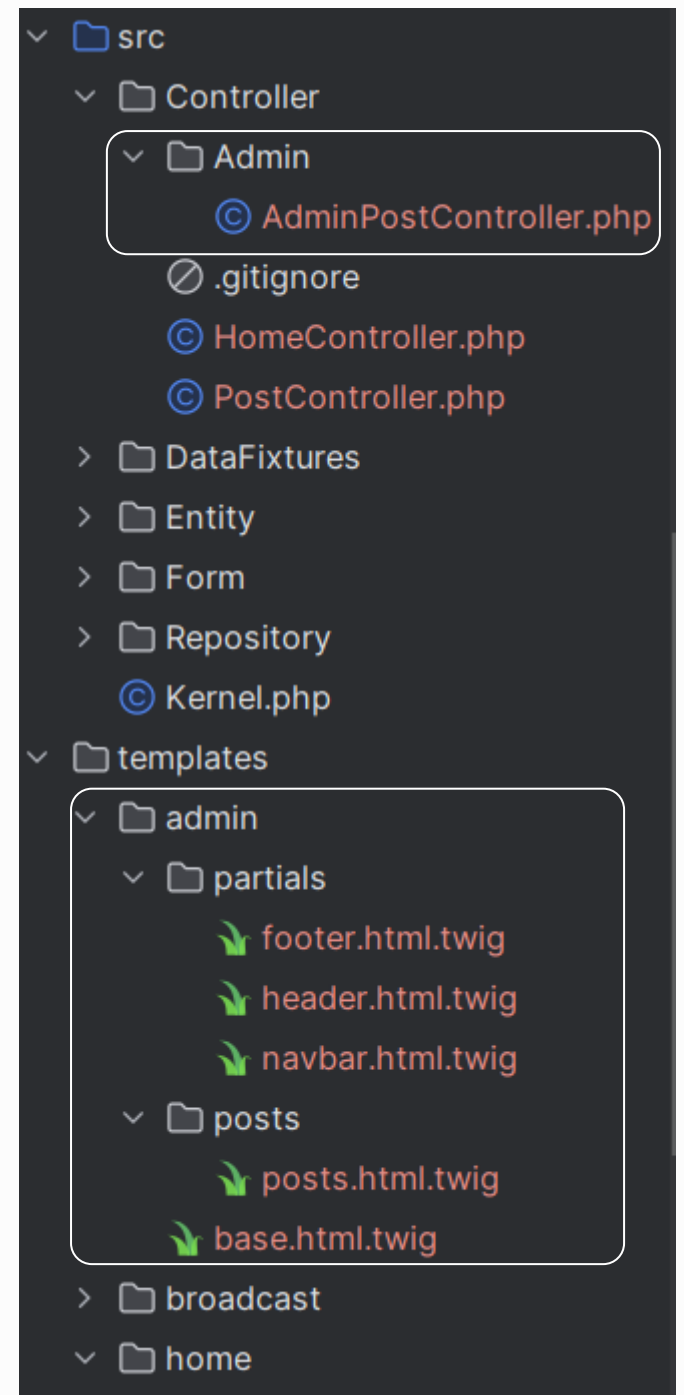 src
Controller
Admin
AdminPostController.php
.gitignore
HomeController.php
PostController.php
DataFixtures
Entity
Form
Repository
Kernel.php
templates
admin
partials
footer.html.twig
header.html.twig
navbar.html.twig
posts
posts.html.twig
base.html.twig
broadcast
home